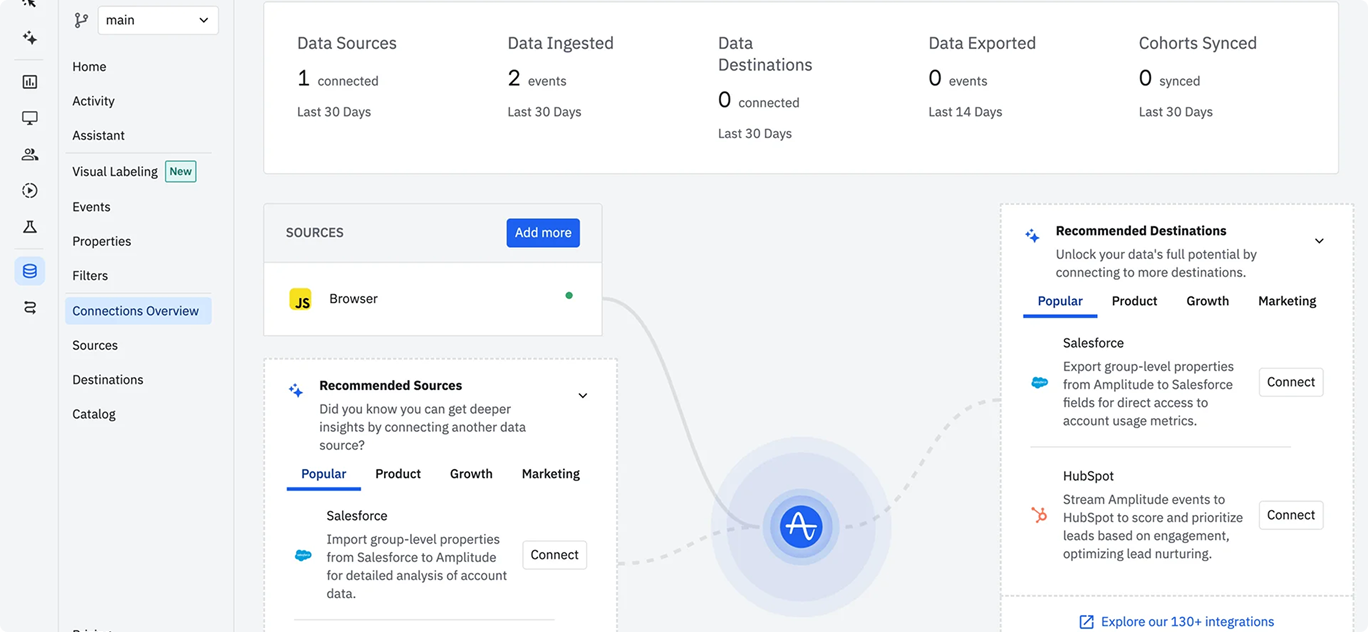 main
Home
Activity
Assistant
Visual Labeling New
Events
Properties
Filters
Connections Overview
Sources
Destinations
Catalog
Data Sources
1 connected
Last 30 Days
Data Ingested
2 events
Last 30 Days
Data
Destinations
0 connected
Last 30 Days
Data Exported
0 events
Last 14 Days
Cohorts Synced
0 synced
Last 30 Days
SOURCES
Add more
JS Browser
Recommended Sources
Did you know you can get deeper
insights by connecting another data
source?
Popular Product Growth Marketing
Salesforce
Import group-level properties
from Salesforce to Amplitude
for detailed analysis of account
data.
Connect
Recommended Destinations
Unlock your data's full potential by
connecting to more destinations.
Popular Product Growth Marketing
Salesforce
Export group-level properties
from Amplitude to Salesforce
fields for direct access to
account usage metrics.
Connect
HubSpot
Stream Amplitude events to
HubSpot to score and prioritize
leads based on engagement,
optimizing lead nurturing.
Connect
Explore our 130+ integrations